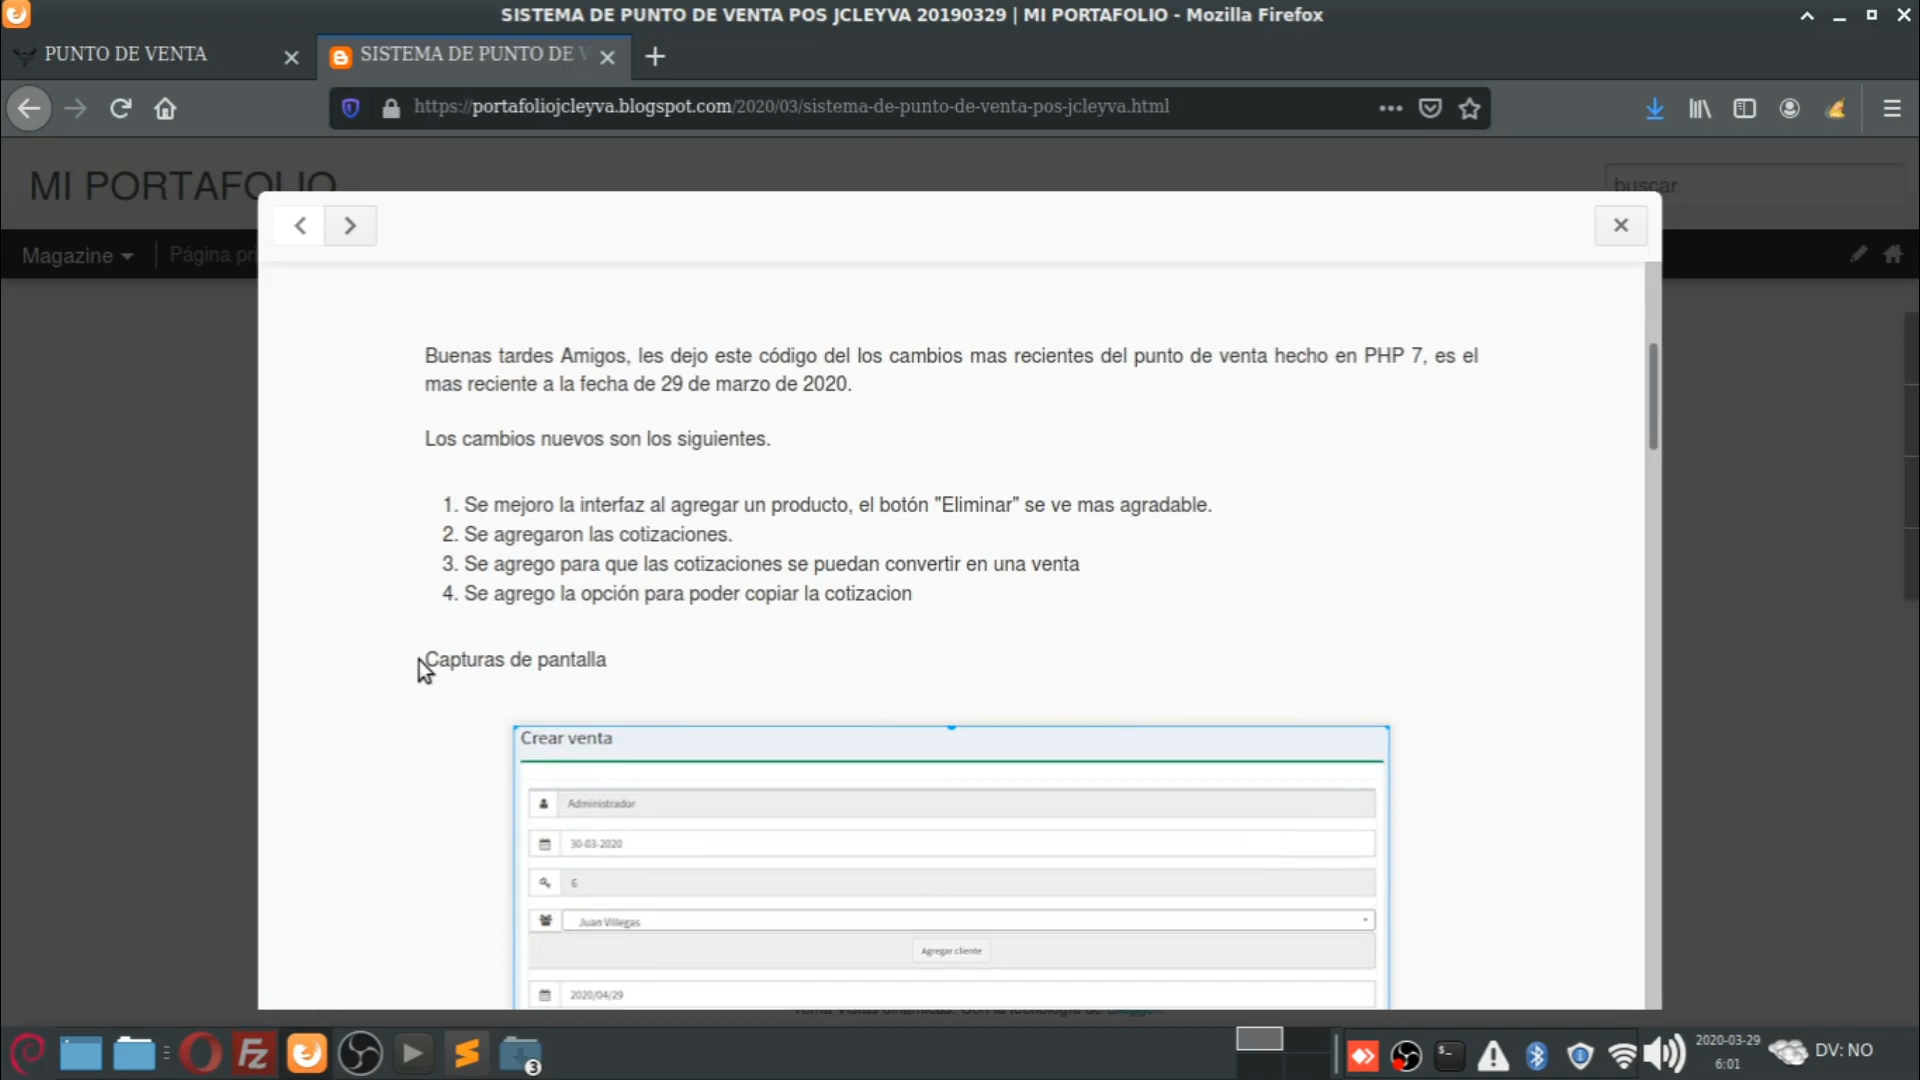 SISTEMA DE PUNTO DE VENTA POS JCLEYVA 20190329 | MI PORTAFOLIO - Mozilla Firefox
PUNTO DE VENTA
SISTEMA DE PUNTO DE V
https://portafoliojcleyva.blogspot.com/2020/03/sistema-de-punto-de-venta-pos-jcleyva.html
MI PORTAFOLIO
buscar
Magazine
Página pri
Buenas tardes Amigos, les dejo este código del los cambios mas recientes del punto de venta hecho en PHP 7, es el
mas reciente a la fecha de 29 de marzo de 2020.
Los cambios nuevos son los siguientes.
1. Se mejoro la interfaz al agregar un producto, el botón "Eliminar" se ve mas agradable.
2. Se agregaron las cotizaciones.
3. Se agrego para que las cotizaciones se puedan convertir en una venta
4. Se agrego la opción para poder copiar la cotizacion
Capturas de pantalla
Crear venta
Administrador
30-03-2020
6
Juan Villegas
Agregar cliente
2020/04/29
Fz
3
2020-03-29
6:01
DV: NO